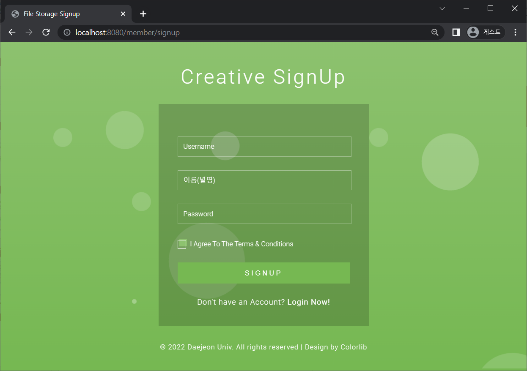 File Storage Signup
localhost:8080/member/signup
게스트
Creative SignUp
Username
이름(별명)
Password
I Agree To The Terms & Conditions
SIGNUP
Don't have an Account? Login Now!
© 2022 Daejeon Univ. All rights reserved | Design by Colorlib